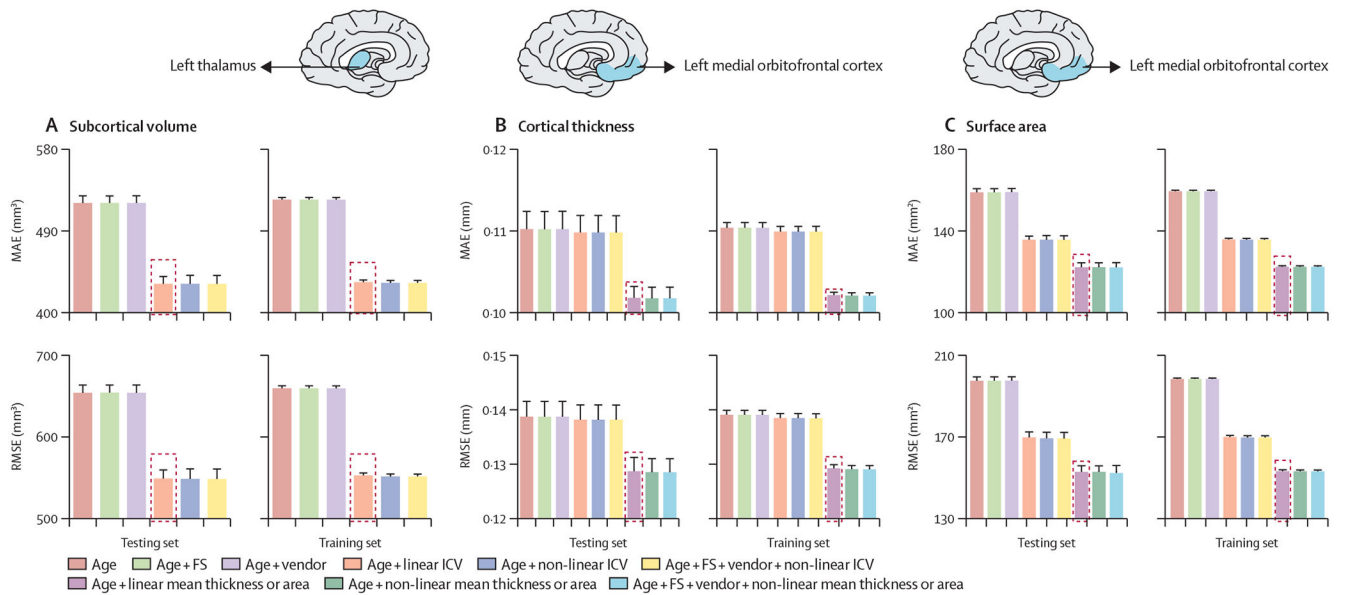 Left thalamus
Left medial orbitofrontal cortex
Left medial orbitofrontal cortex
A Subcortical volume
B Cortical thickness
C Surface area
MAE (mm³)
580
490
400
MAE (mm)
0·12
0·11
0·10
MAE (mm²)
180
140
100
RMSE (mm³)
700
600
500
RMSE (mm)
0·15
0·14
0·13
0·12
RMSE (mm²)
210
170
130
Testing set
Training set
Testing set
Training set
Testing set
Training set
Age
Age + FS
Age + vendor
Age + linear ICV
Age + non-linear ICV
Age + FS + vendor + non-linear ICV
Age + linear mean thickness or area
Age + non-linear mean thickness or area
Age + FS + vendor + non-linear mean thickness or area